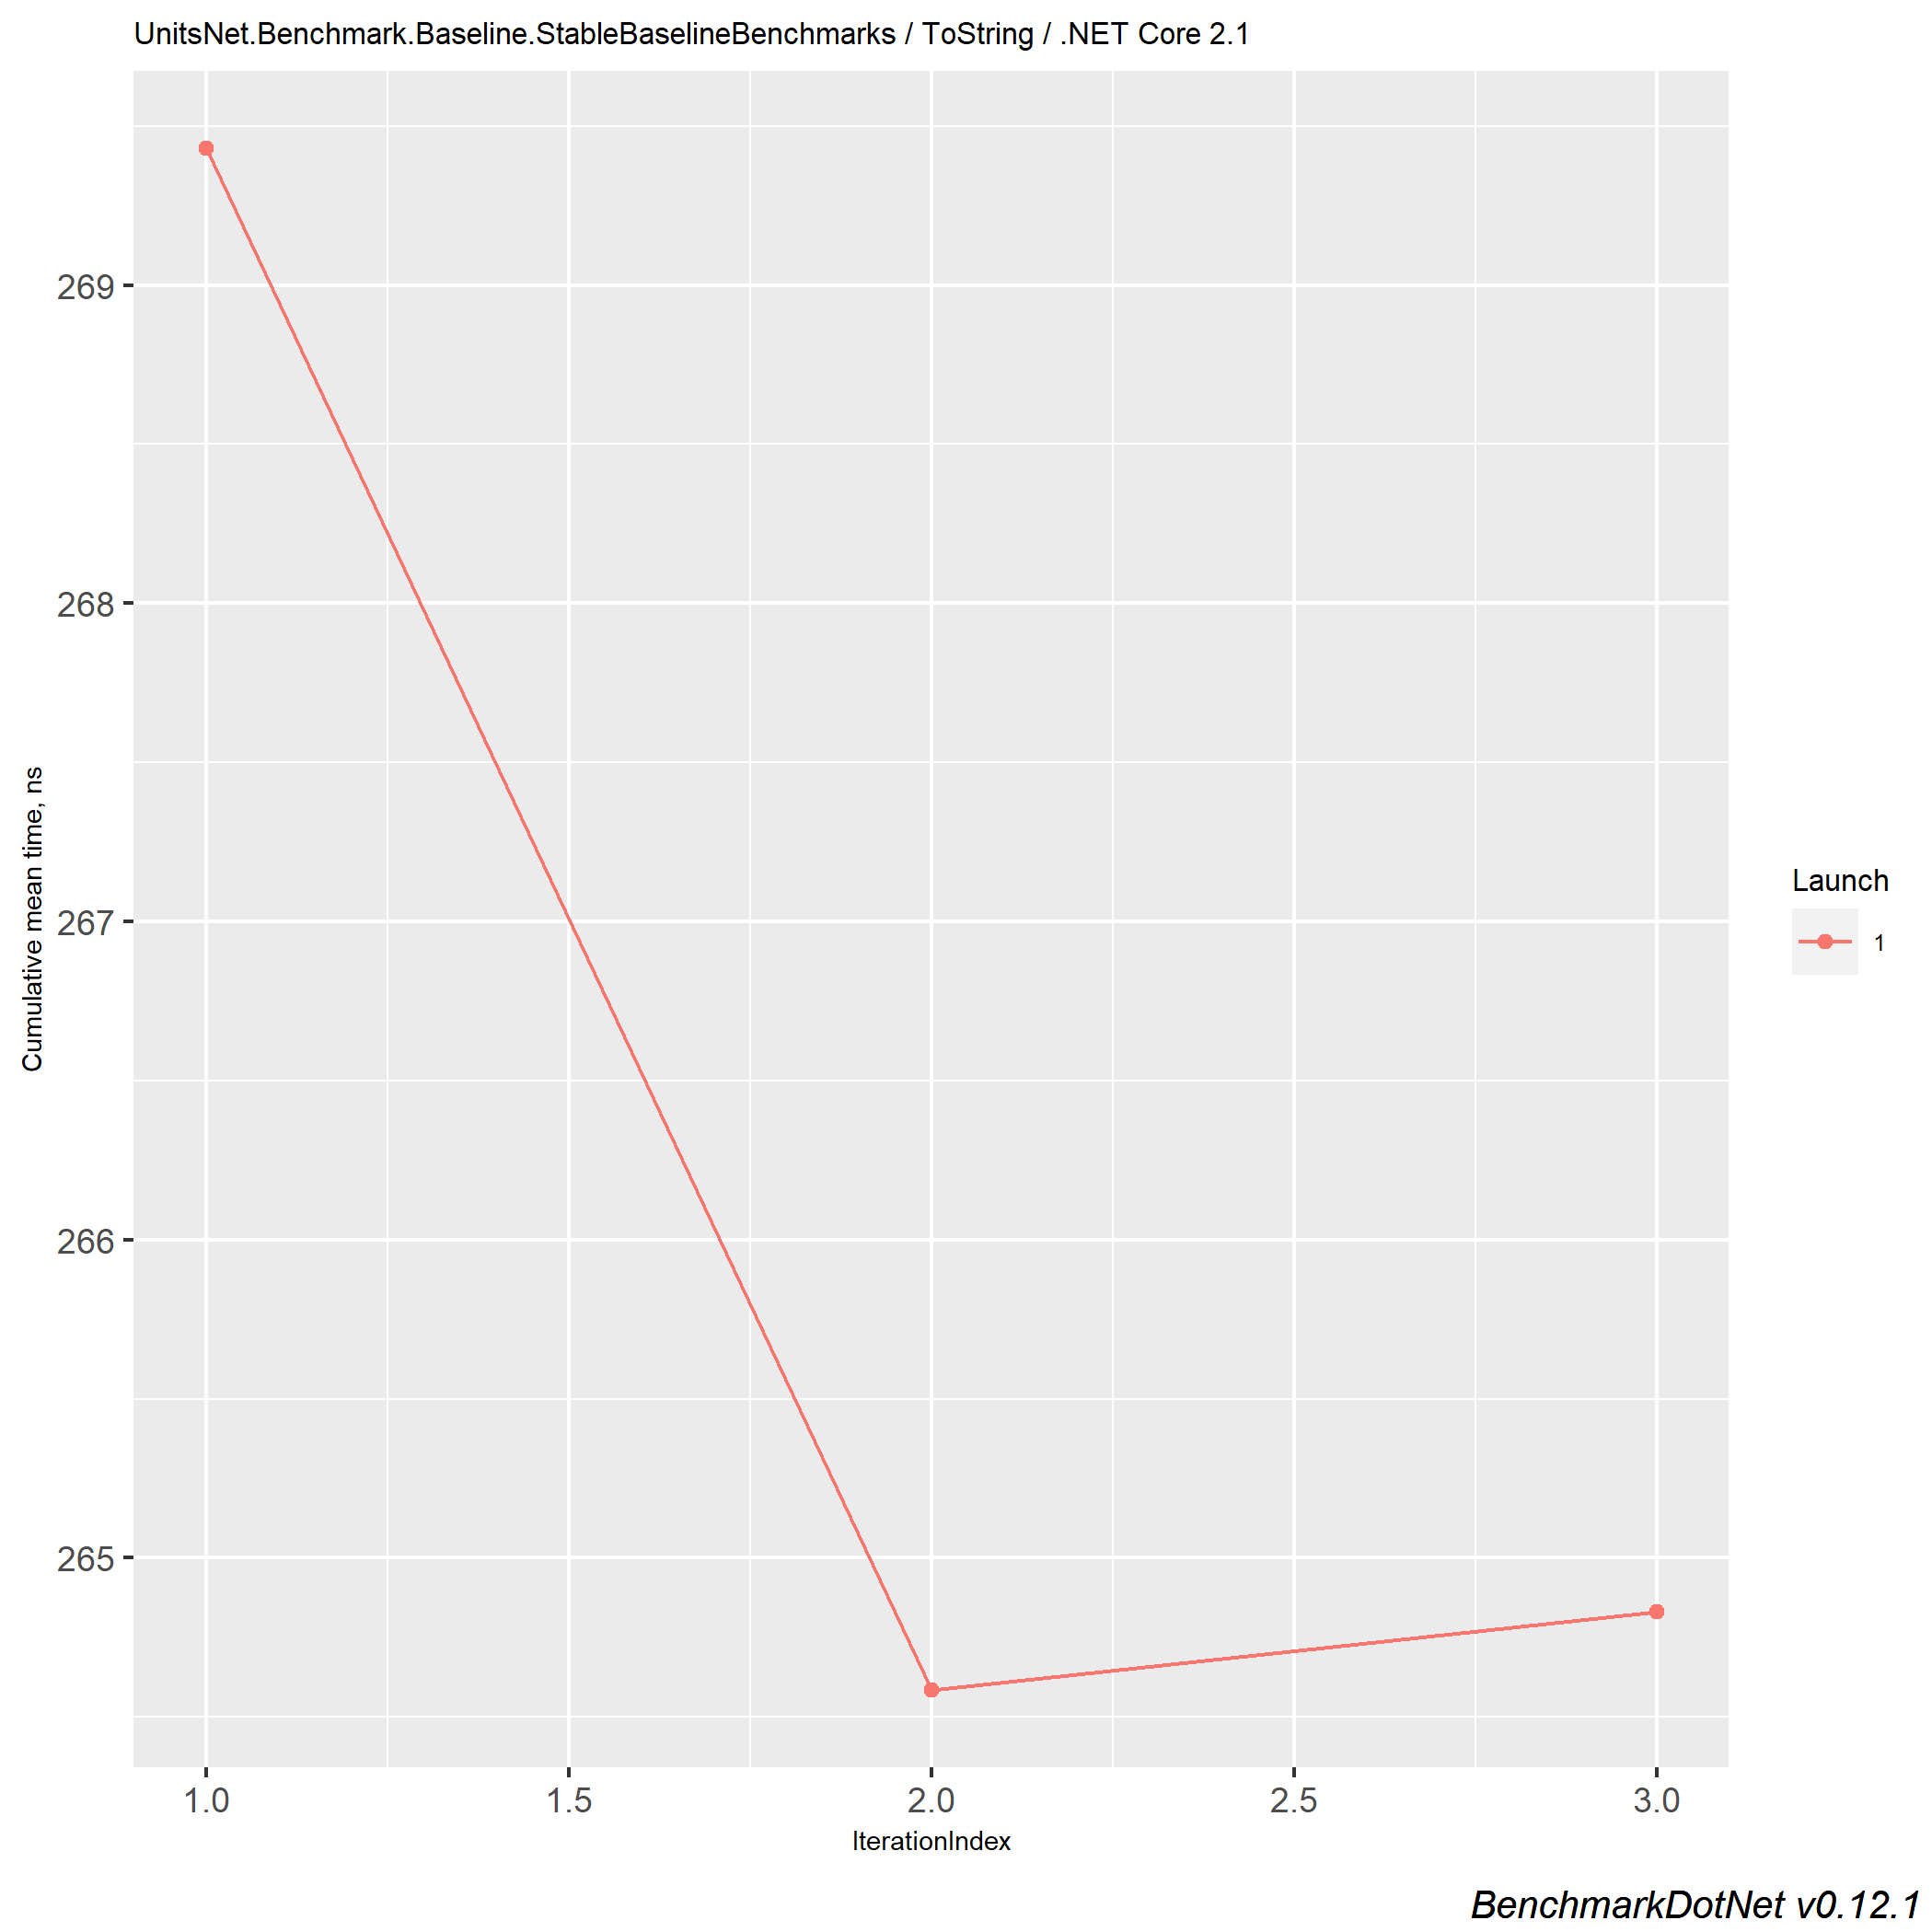 UnitsNet.Benchmark.Baseline.StableBaselineBenchmarks / ToString / .NET Core 2.1
269
268
267
266
265
Cumulative mean time, ns
1.0
1.5
2.0
2.5
3.0
IterationIndex
Launch
1
BenchmarkDotNet v0.12.1